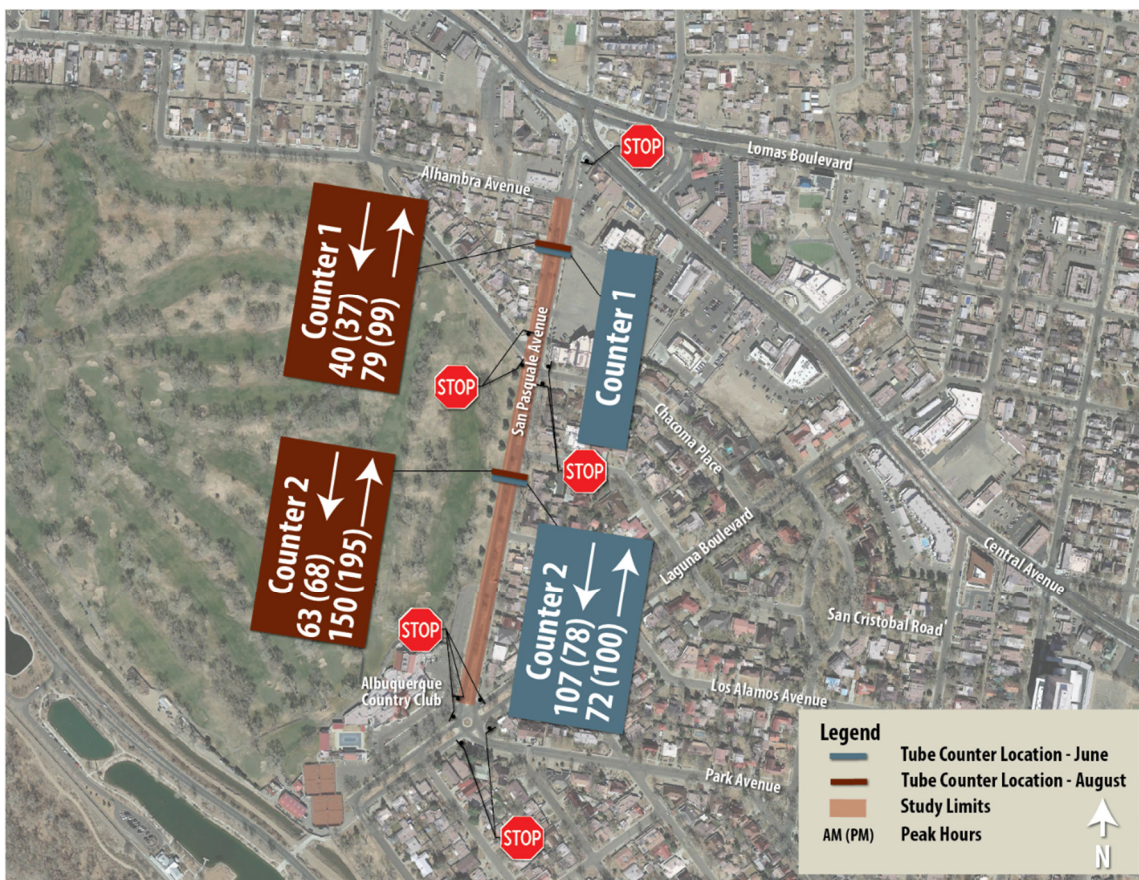 STOP
Lomas Boulevard
Alhambra Avenue
Counter 1
40 (37)
79 (99)
San Pasquale Avenue
Counter 1
STOP
STOP
Chacoma Place
Counter 2
63 (68)
150 (195)
Counter 2
107 (78)
72 (100)
Laguna Boulevard
Central Avenue
San Cristobal Road
STOP
Albuquerque
Country Club
Los Alamos Avenue
Park Avenue
STOP
Legend
Tube Counter Location - June
Tube Counter Location - August
Study Limits
AM (PM) Peak Hours
N